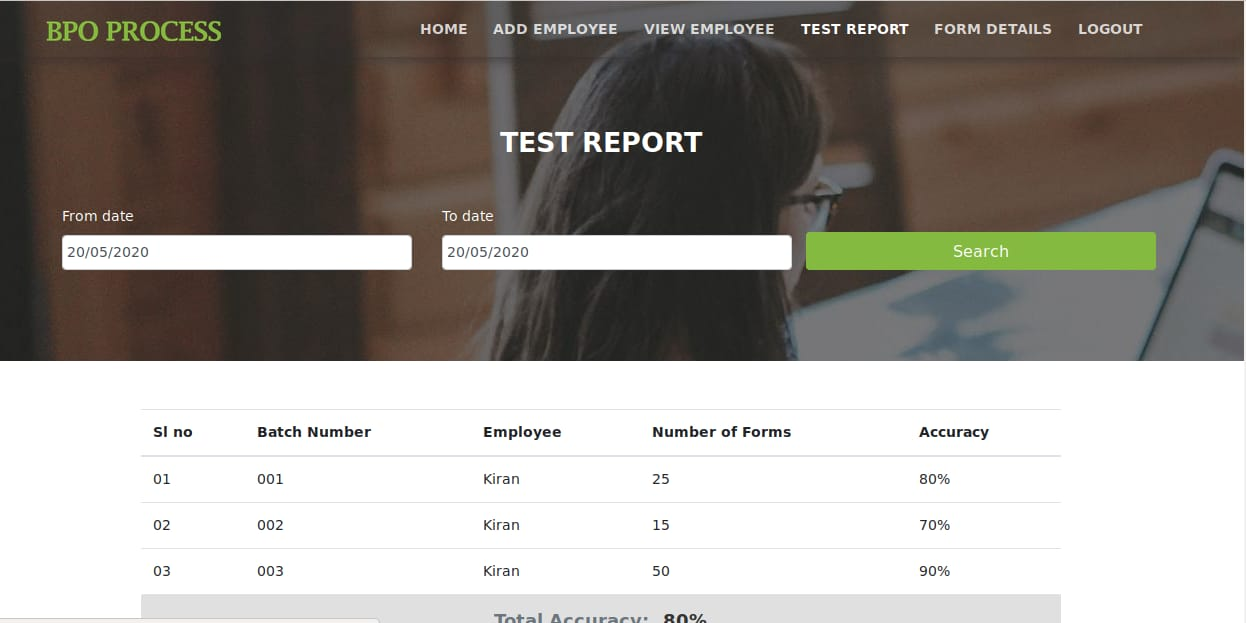 BPO PROCESS HOME ADD EMPLOYEE VIEW EMPLOYEE TEST REPORT FORM DETAILS LOGOUT
TEST REPORT
From date To date
20/05/2020 20/05/2020 Search
Sl no Batch Number Employee Number of Forms Accuracy
01 001 Kiran 25 80%
02 002 Kiran 15 70%
03 003 Kiran 50 90%
Total Accuracy: 80%